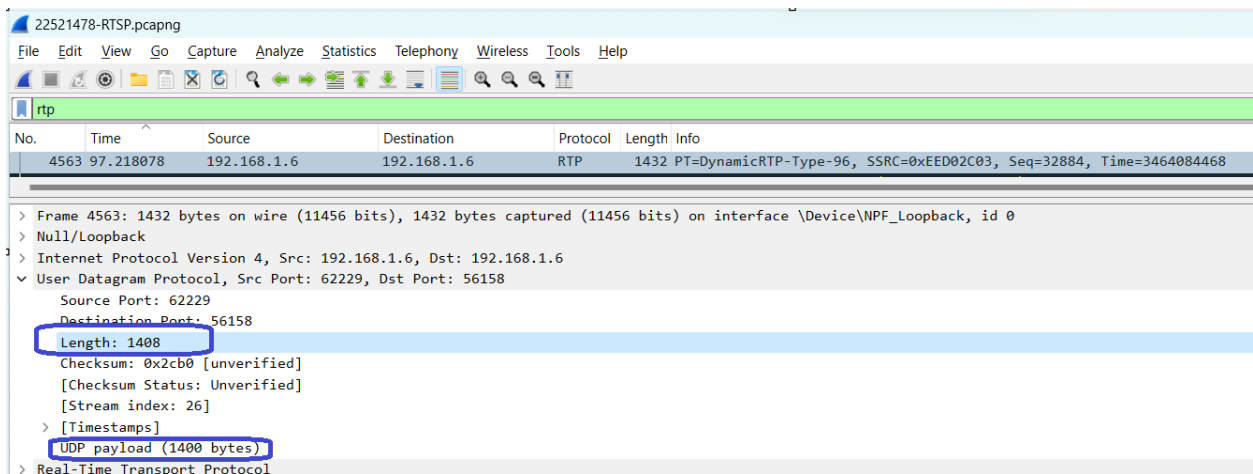 22521478-RTSP.pcapng
File Edit View Go Capture Analyze Statistics Telephony Wireless Tools Help
rtp
No. Time Source Destination Protocol Length Info
4563 97.218078 192.168.1.6 192.168.1.6 RTP 1432 PT=DynamicRTP-Type-96, SSRC=0xEED02C03, Seq=32884, Time=3464084468
> Frame 4563: 1432 bytes on wire (11456 bits), 1432 bytes captured (11456 bits) on interface \Device\NPF_Loopback, id 0
> Null/Loopback
> Internet Protocol Version 4, Src: 192.168.1.6, Dst: 192.168.1.6
User Datagram Protocol, Src Port: 62229, Dst Port: 56158
Source Port: 62229
Destination Port: 56158
Length: 1408
Checksum: 0x2cb0 [unverified]
[Checksum Status: Unverified]
[Stream index: 26]
> [Timestamps]
UDP payload (1400 bytes)
> Real-Time Transport Protocol